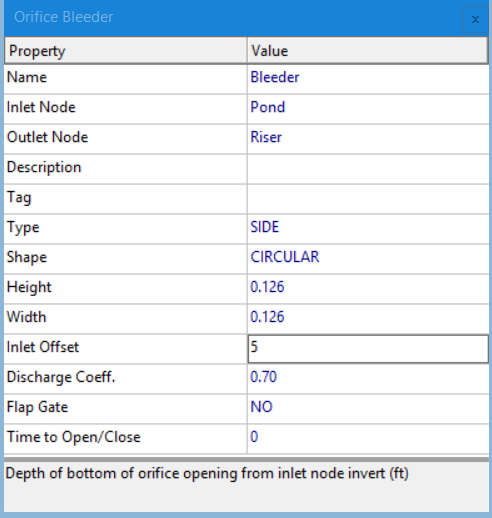 Orifice Bleeder x
Property Value
Name Bleeder
Inlet Node Pond
Outlet Node Riser
Description
Tag
Type SIDE
Shape CIRCULAR
Height 0.126
Width 0.126
Inlet Offset 5
Discharge Coeff. 0.70
Flap Gate NO
Time to Open/Close 0
Depth of bottom of orifice opening from inlet node invert (ft)